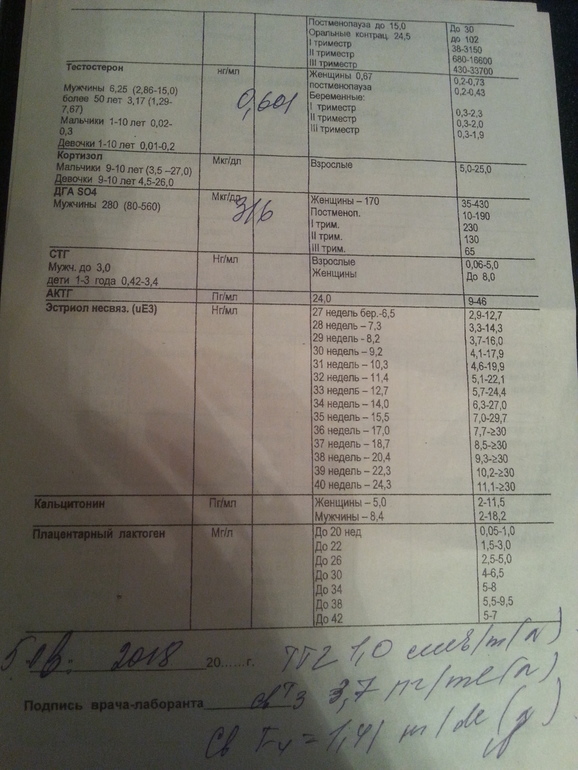 Постменопауза до 15,0 До 30
Оральные контрац. 24,5 до 102
I триместр 38-3150
II триместр 680-16600
III триместр 430-33700
Тестостерон нг/мл Женщины 0,67 0,2-0,73
постменопауза 0,2-0,43
Мужчины 6,25 (2,86-15,0) Беременные:
более 50 лет 3,17 (1,29- 0,601 I триместр 0,3-2,3
7,67) II триместр 0,3-2,0
Мальчики 1-10 лет 0,02- III триместр 0,3-1,9
0,3
Девочки 1-10 лет 0,01-0,2
Кортизол Мкг/дл
Мальчики 9-10 лет (3,5 –27,0) Взрослые 5,0-25,0
Девочки 9-10 лет 4,5-26,0
ДГА SO4 Мкг/дл 316 Женщины – 170 35-430
Мужчины 280 (80-560) Постменоп. 10-190
I трим. 230
II трим. 130
III трим. 65
СТГ Нг/мл Взрослые 0,06-5,0
Мужч. до 3,0 Женщины До 8,0
дети 1-3 года 0,42-3,4
АКТГ Пг/мл 24,0 9-46
Эстриол несвяз. (uE3) Нг/мл 27 недель бер.-6,5 2,9-12,7
28 недель – 7,3 3,3-14,3
29 недель - 8,2 3,7-16,0
30 недель – 9,2 4,1-17,9
31 недель – 10,3 4,6-19,9
32 недель – 11,4 5,1-22,1
33 недель – 12,7 5,7-24,4
34 недель – 14,0 6,3-27,0
35 недель – 15,5 7,0-29,7
36 недель – 17,0 7,7-≥30
37 недель – 18,7 8,5-≥30
38 недель – 20,4 9,3-≥30
39 недель – 22,3 10,2-≥30
40 недель – 24,3 11,1-≥30
Кальцитонин Пг/мл Женщины – 5,0 2-11,5
Мужчины – 8,4 2-18,2
Плацентарный лактоген Мг/л До 20 нед 0,05-1,0
До 22 1,5-3,0
До 26 2,5-5,0
До 30 4-6,5
До 34 5-8
До 38 5,5-9,5
До 42 5-7
2018 20......г. 1,0
Подпись врача-лаборанта св Т3 3,7 (N)
св T4 = 1,41